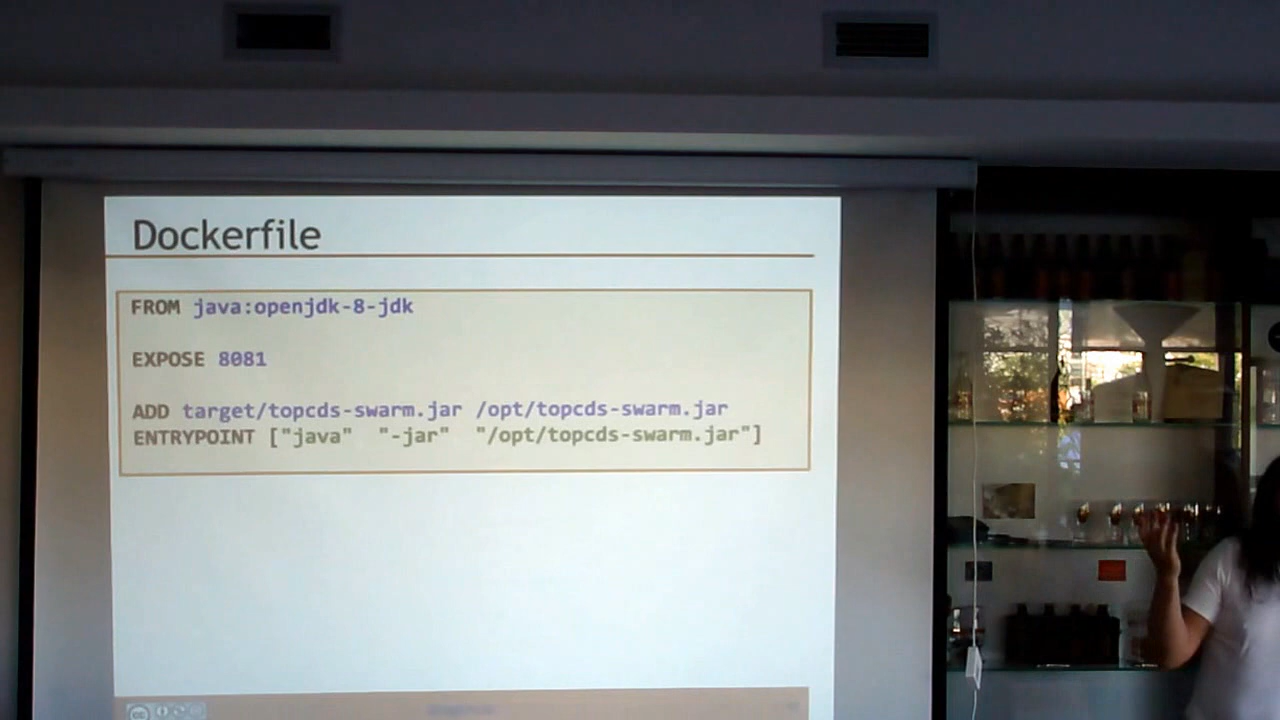 Dockerfile
FROM java:openjdk-8-jdk
EXPOSE 8081
ADD target/topcds-swarm.jar /opt/topcds-swarm.jar
ENTRYPOINT ["java" "-jar" "/opt/topcds-swarm.jar"]